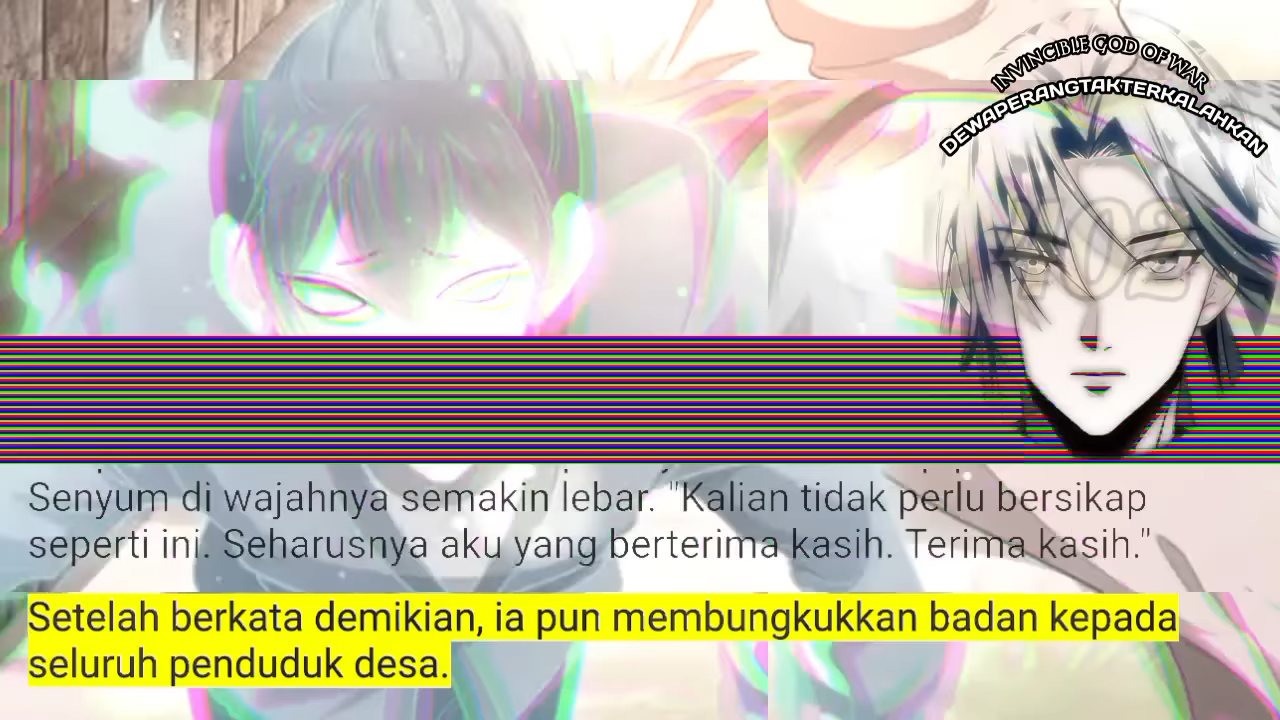 INVINCIBLE GOD OF WAR
DEWAPERANGTAKTERKALAHKAN
Senyum di wajahnya semakin lebar. "Kalian tidak perlu bersikap
seperti ini. Seharusnya aku yang berterima kasih. Terima kasih."
Setelah berkata demikian, ia pun membungkukkan badan kepada
seluruh penduduk desa.